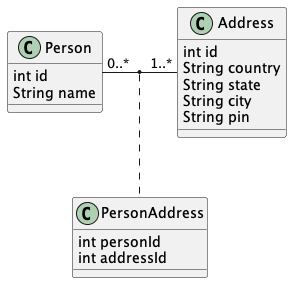 C Person
int id
String name
0..*
1..*
C Address
int id
String country
String state
String city
String pin
C PersonAddress
int personId
int addressId